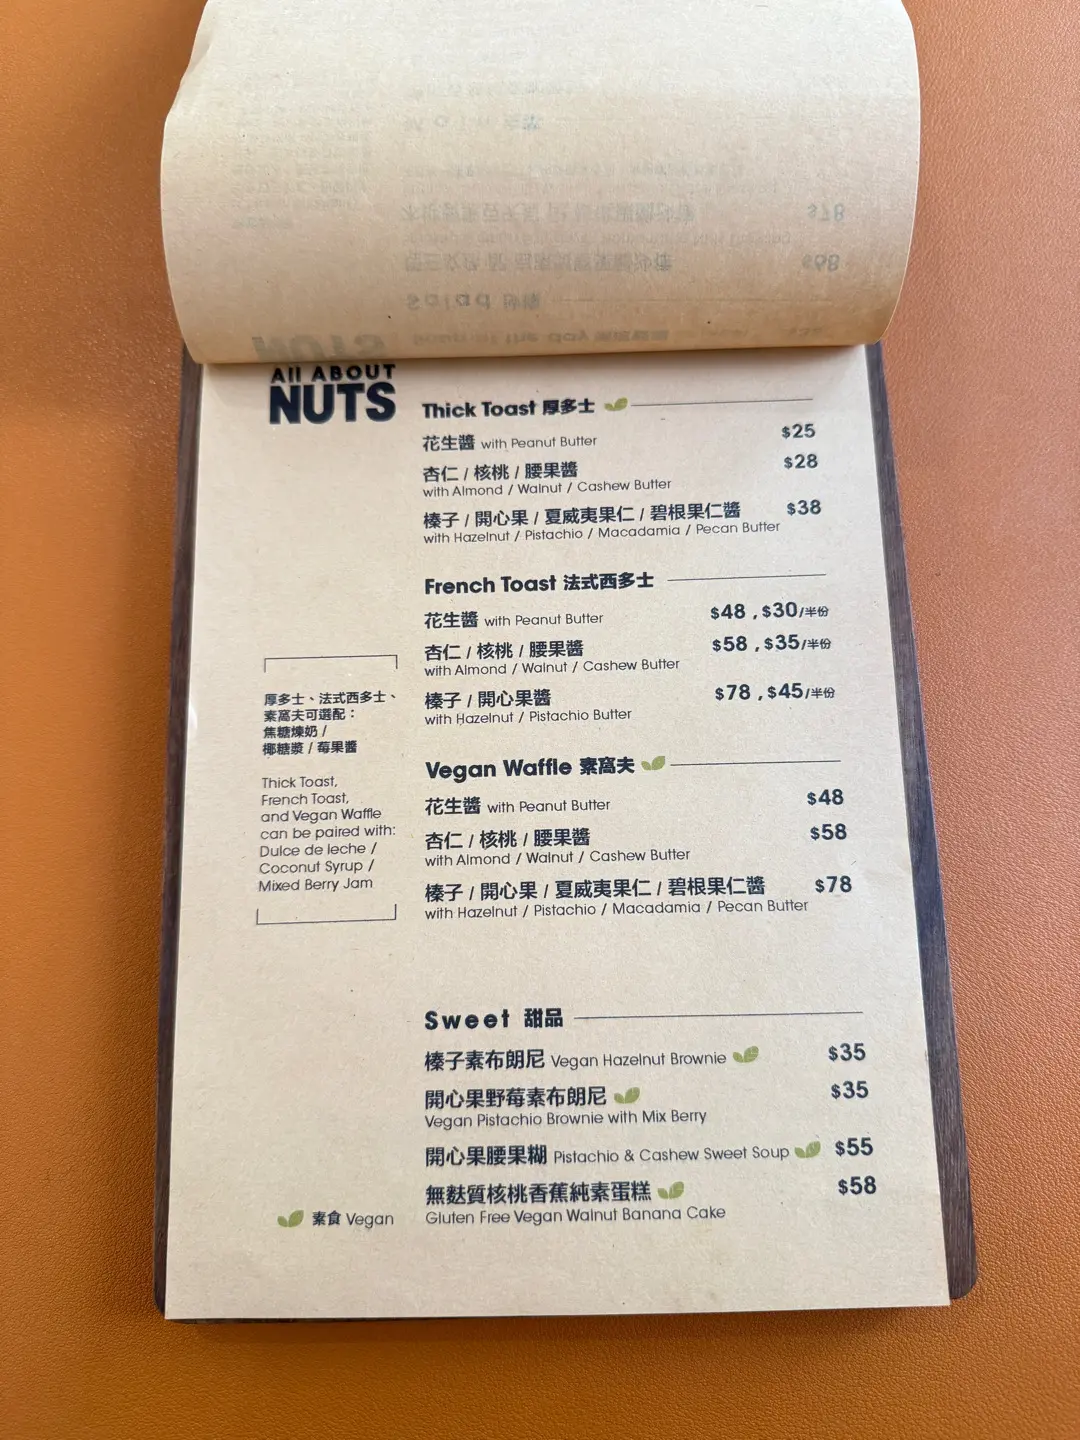 All ABOUT
NUTS
Thick Toast 厚多士
花生醬 with Peanut Butter $25
杏仁 / 核桃 / 腰果醬 $28
with Almond / Walnut / Cashew Butter
榛子 / 開心果 / 夏威夷果仁 / 碧根果仁醬 $38
with Hazelnut / Pistachio / Macadamia / Pecan Butter
French Toast 法式西多士
花生醬 with Peanut Butter $48 , $30/半份
杏仁 / 核桃 / 腰果醬 $58 , $35/半份
with Almond / Walnut / Cashew Butter
榛子 / 開心果醬 $78 , $45/半份
with Hazelnut / Pistachio Butter
厚多士、法式西多士、
素窩夫可選配：
焦糖煉奶 /
椰糖漿 / 莓果醬
Thick Toast,
French Toast,
and Vegan Waffle
can be paired with:
Dulce de leche /
Coconut Syrup /
Mixed Berry Jam
Vegan Waffle 素窩夫
花生醬 with Peanut Butter $48
杏仁 / 核桃 / 腰果醬 $58
with Almond / Walnut / Cashew Butter
榛子 / 開心果 / 夏威夷果仁 / 碧根果仁醬 $78
with Hazelnut / Pistachio / Macadamia / Pecan Butter
Sweet 甜品
榛子素布朗尼 Vegan Hazelnut Brownie $35
開心果野莓素布朗尼 $35
Vegan Pistachio Brownie with Mix Berry
開心果腰果糊 Pistachio & Cashew Sweet Soup $55
無麩質核桃香蕉純素蛋糕 $58
Gluten Free Vegan Walnut Banana Cake
素食 Vegan